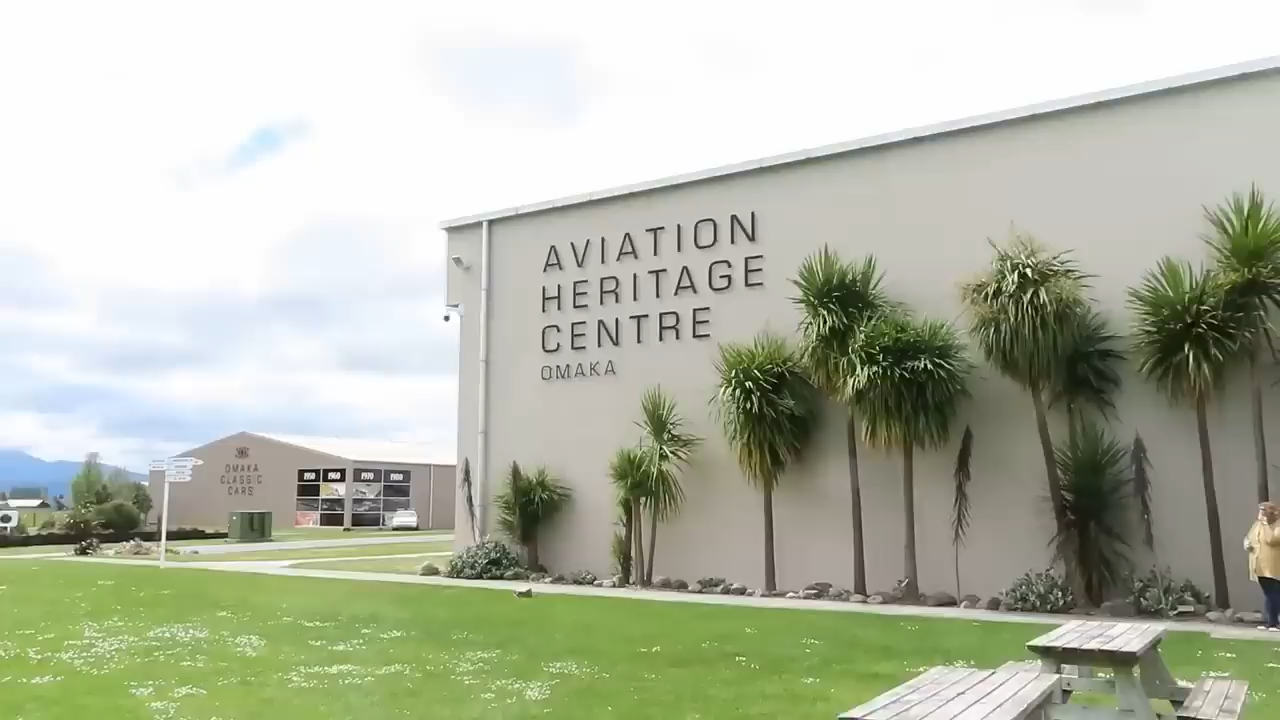 AVIATION
HERITAGE
CENTRE
OMAKA
OMAKA
CLASSIC
CARS
1950 1960 1970 1980